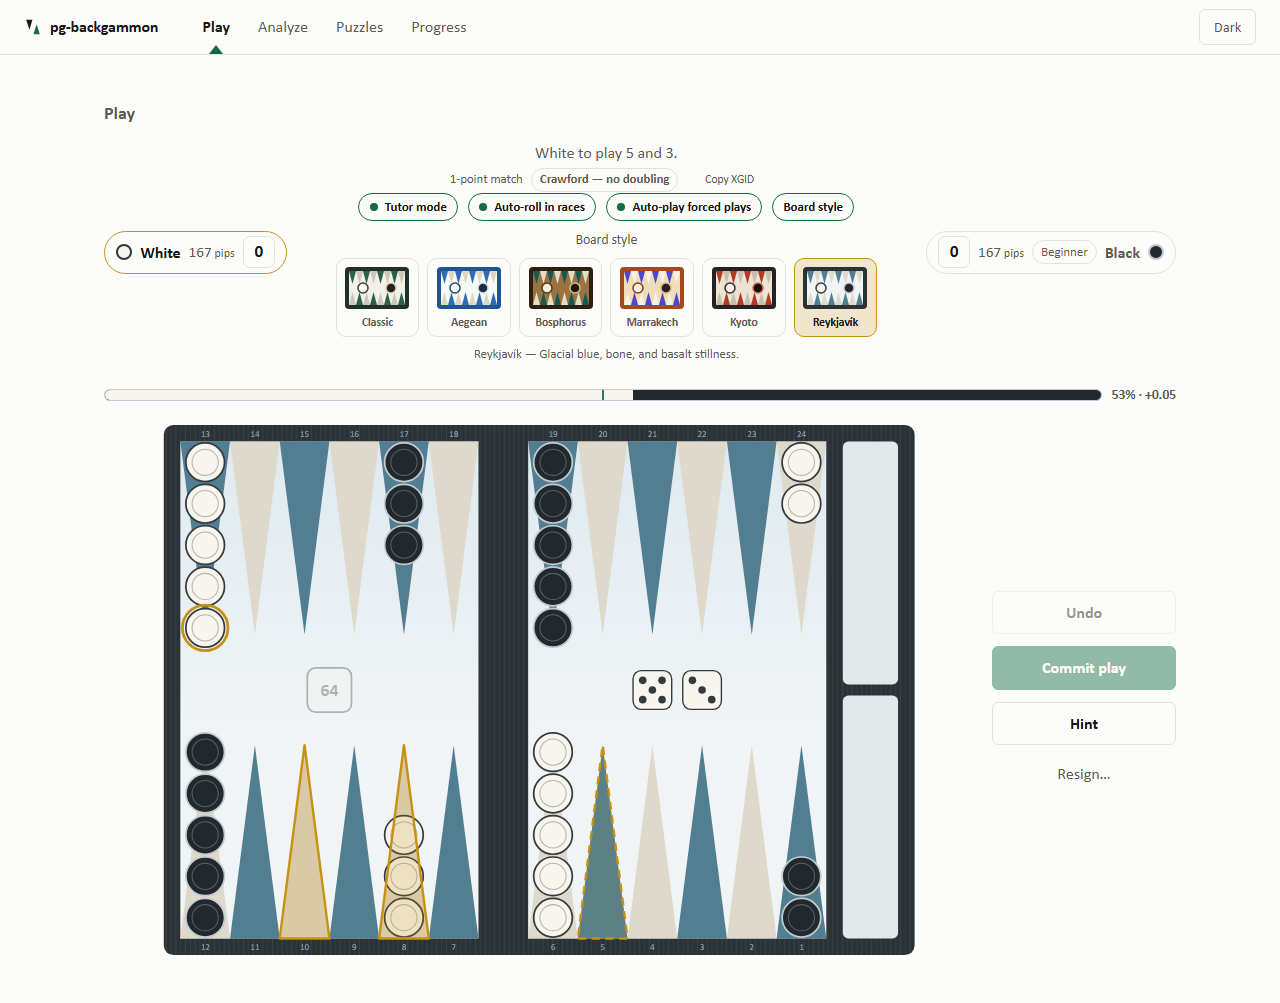 pg-backgammon Play Analyze Puzzles Progress Dark
Play
White to play 5 and 3.
1-point match Crawford — no doubling Copy XGID
Tutor mode Auto-roll in races Auto-play forced plays Board style
Board style
White 167 pips 0
0 167 pips Beginner Black
Classic Aegean Bosphorus Marrakech Kyoto Reykjavík
Reykjavík — Glacial blue, bone, and basalt stillness.
53% · +0.05
13 14 15 16 17 18 19 20 21 22 23 24
64
12 11 10 9 8 7 6 5 4 3 2 1
Undo
Commit play
Hint
Resign...